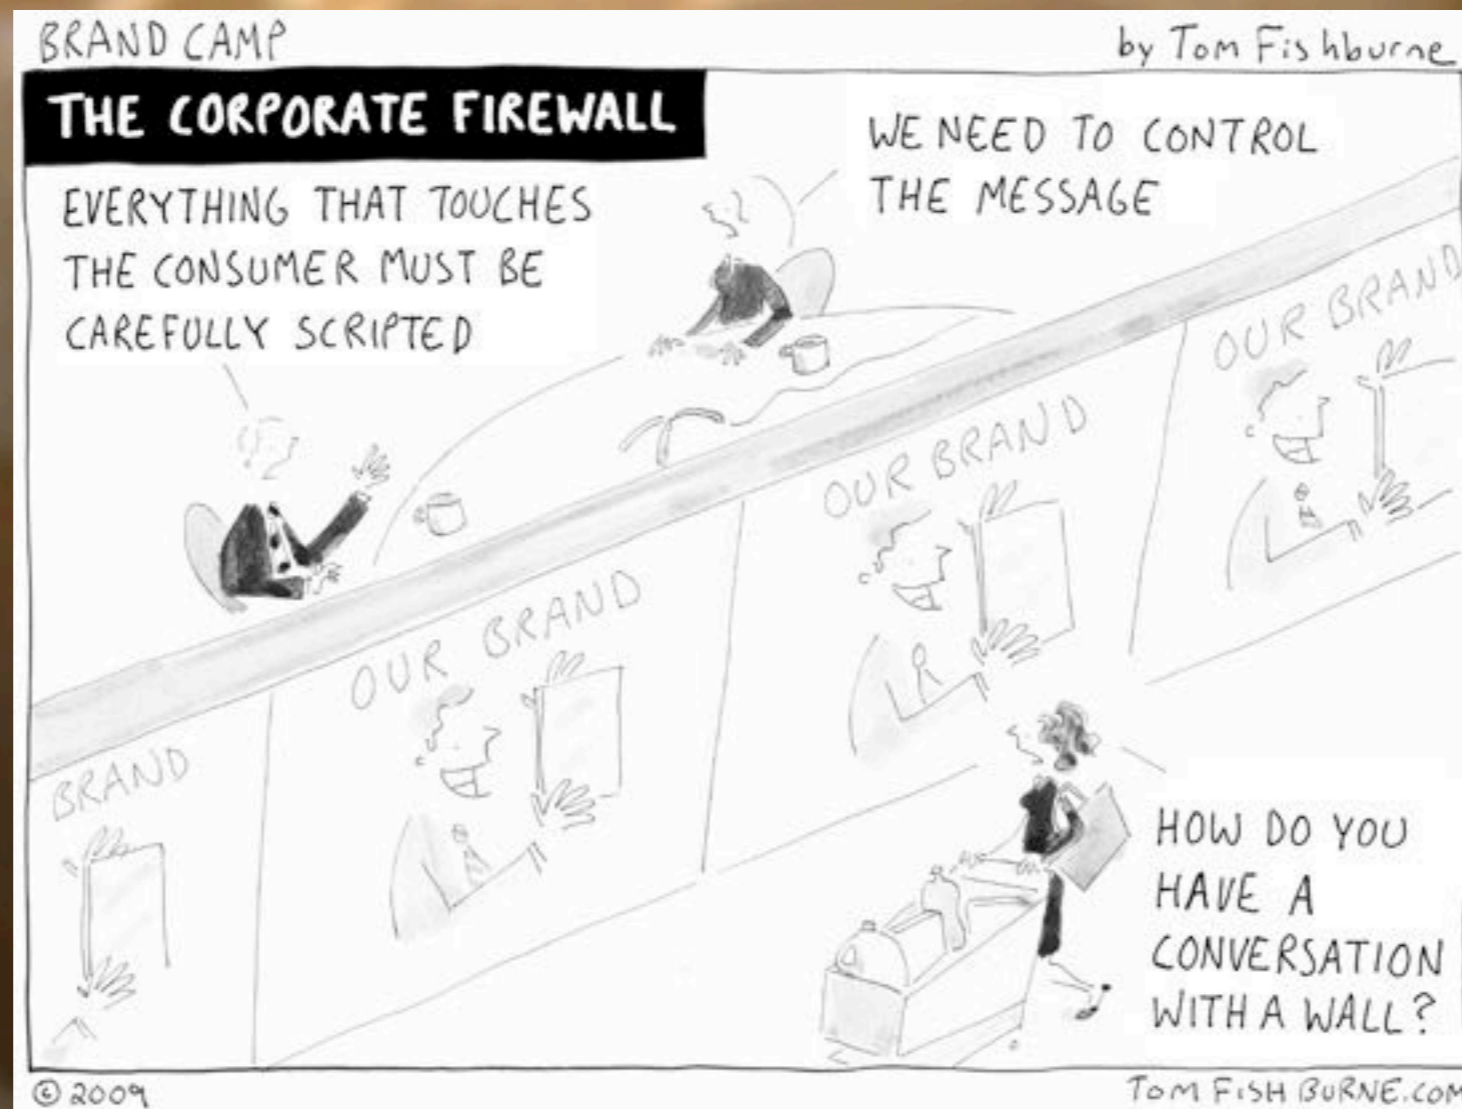 BRAND CAMP
by Tom Fishburne
THE CORPORATE FIREWALL
EVERYTHING THAT TOUCHES
THE CONSUMER MUST BE
CAREFULLY SCRIPTED
WE NEED TO CONTROL
THE MESSAGE
BRAND
OUR BRAND
OUR BRAND
OUR BRAND
HOW DO YOU
HAVE A
CONVERSATION
WITH A WALL?
© 2009
TOM FISHBURNE.COM